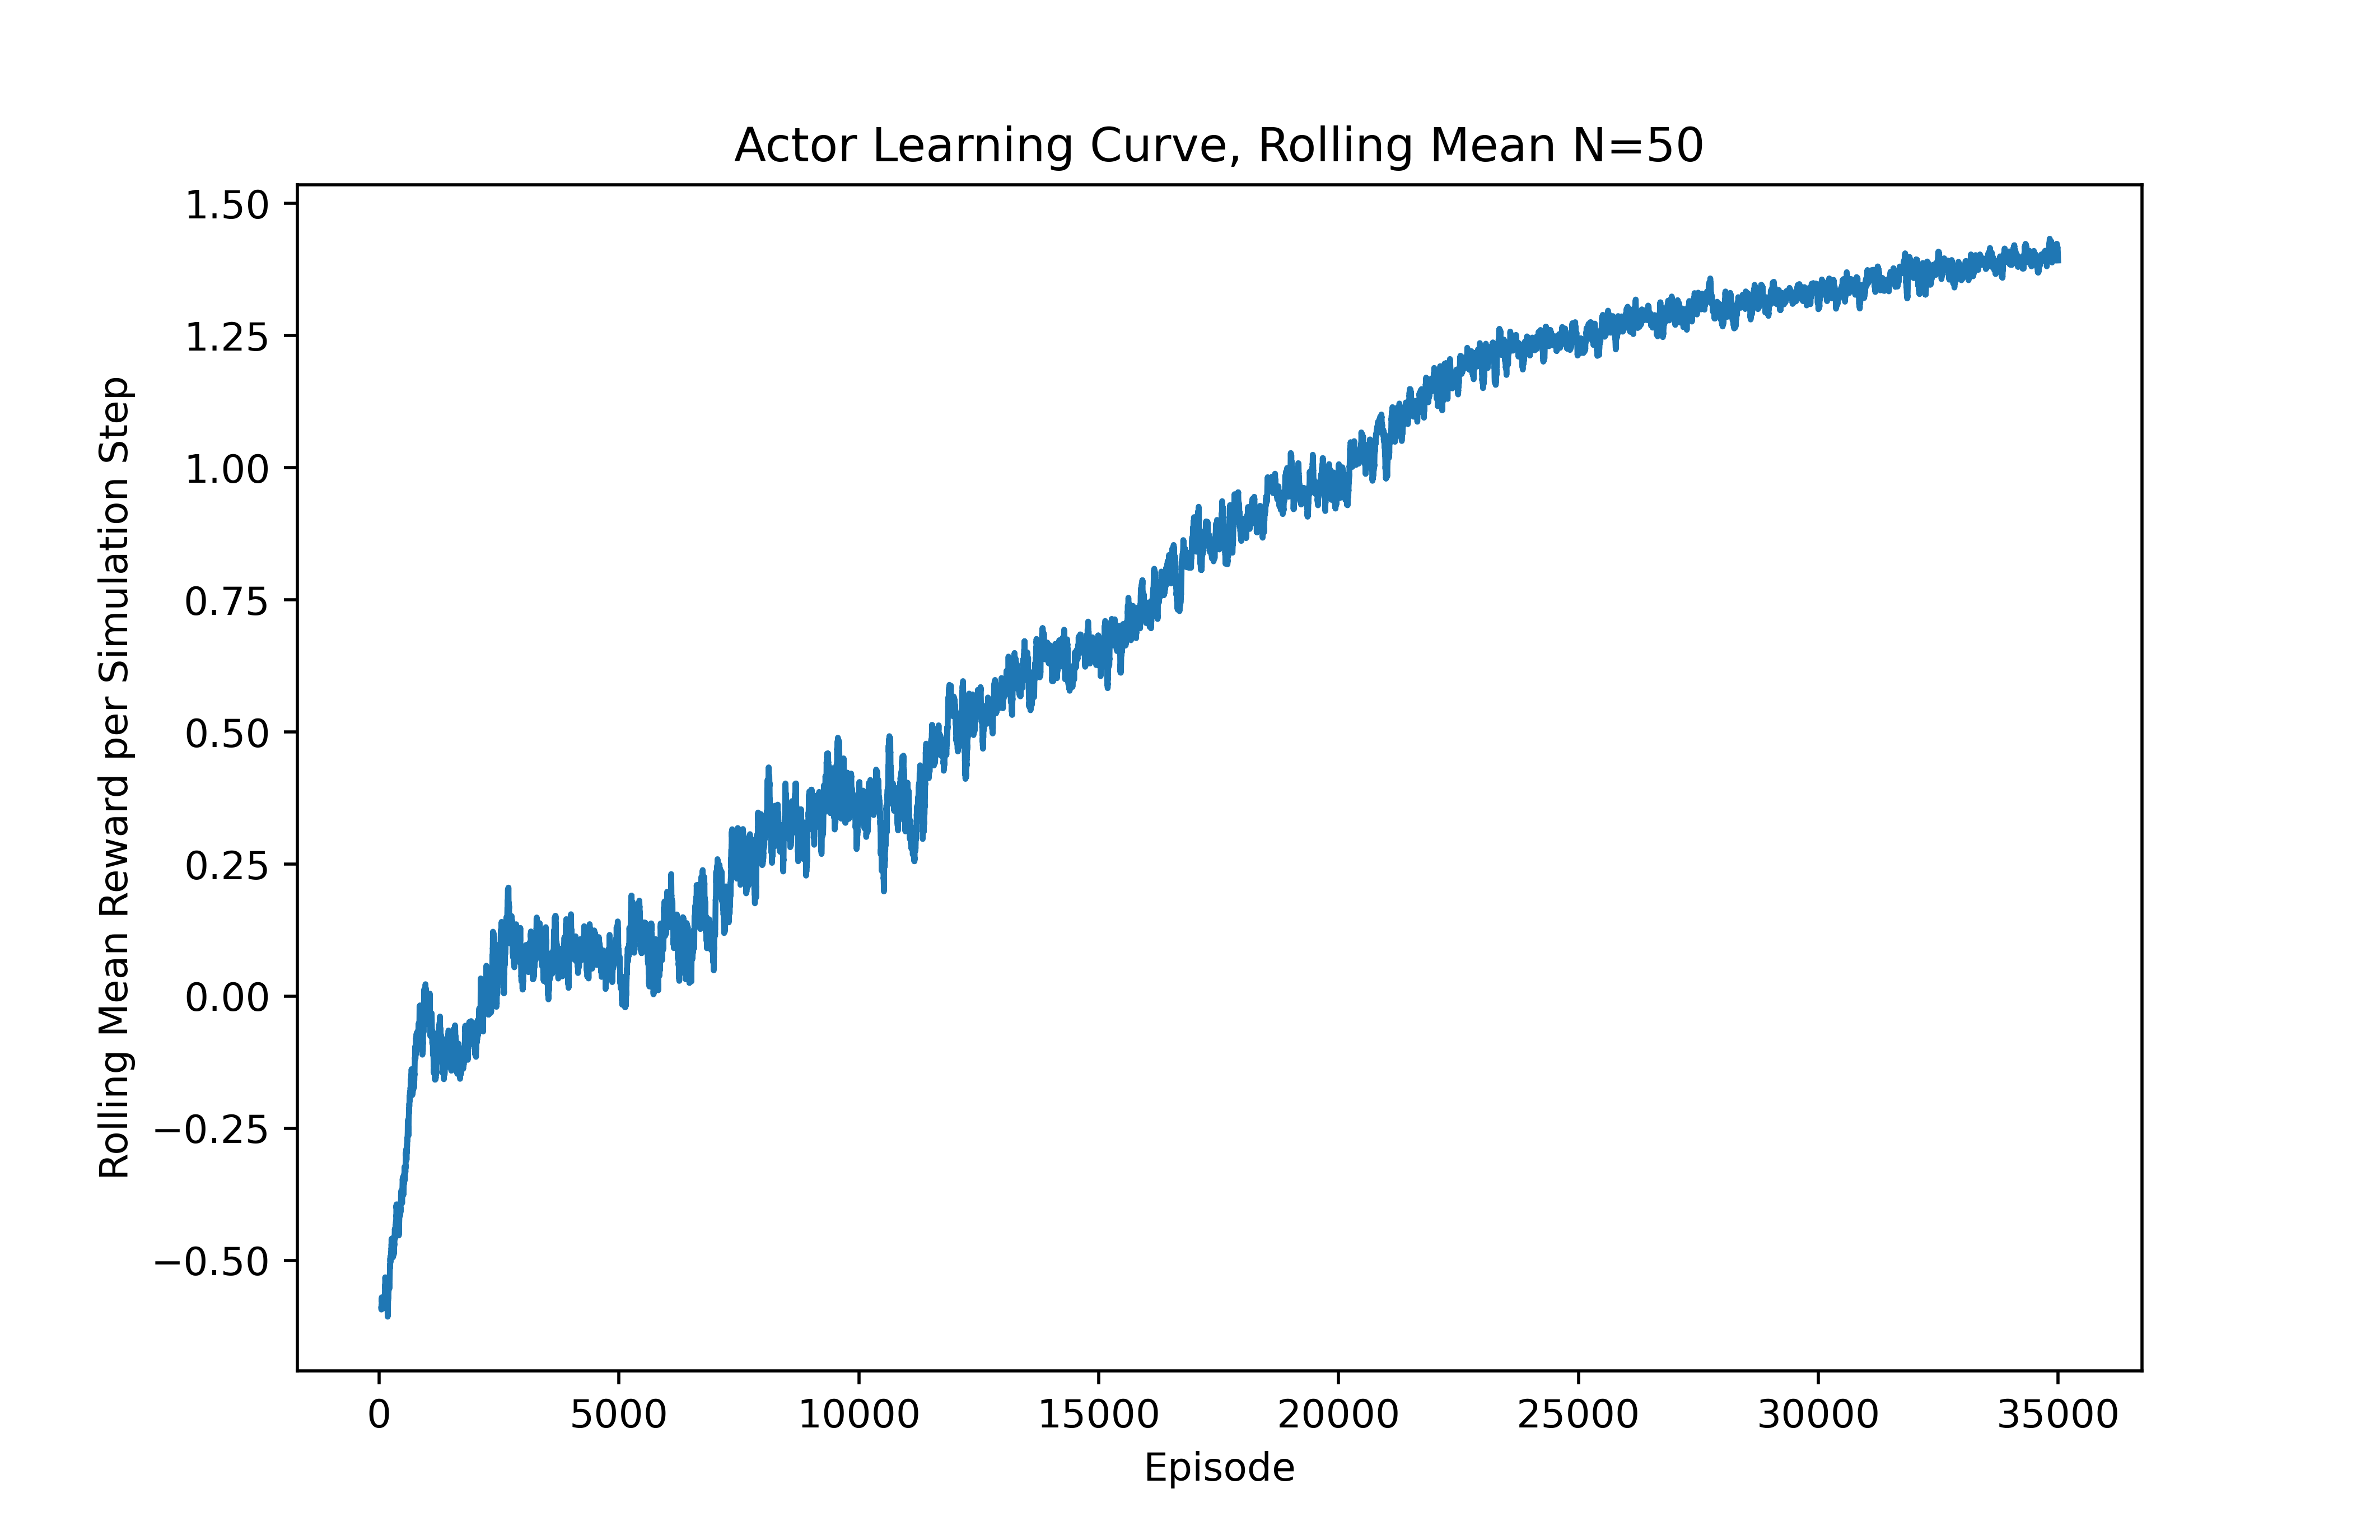 Actor Learning Curve, Rolling Mean N=50
Rolling Mean Reward per Simulation Step
1.50
1.25
1.00
0.75
0.50
0.25
0.00
−0.25
−0.50
0 5000 10000 15000 20000 25000 30000 35000
Episode